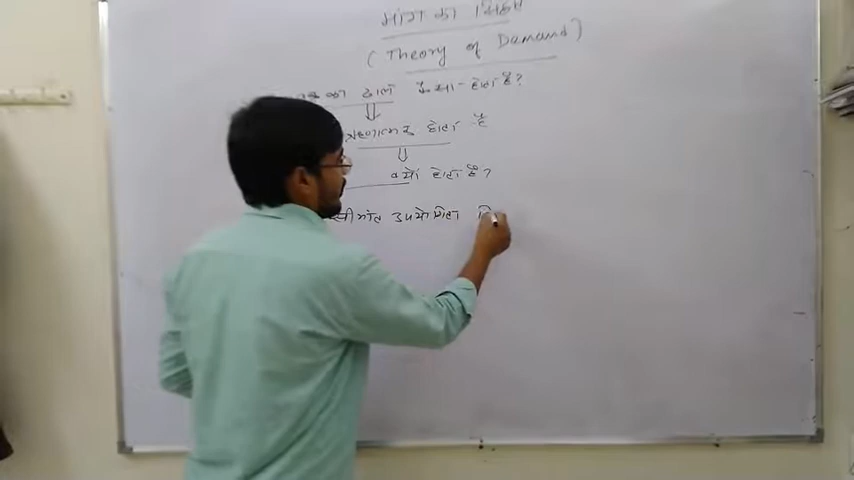 मांग का सिद्धांत
(Theory of Demand)
का ढाल कैसा होता है?
ऋणात्मक होता है
क्यों होता है?
सीमांत उपयोगिता